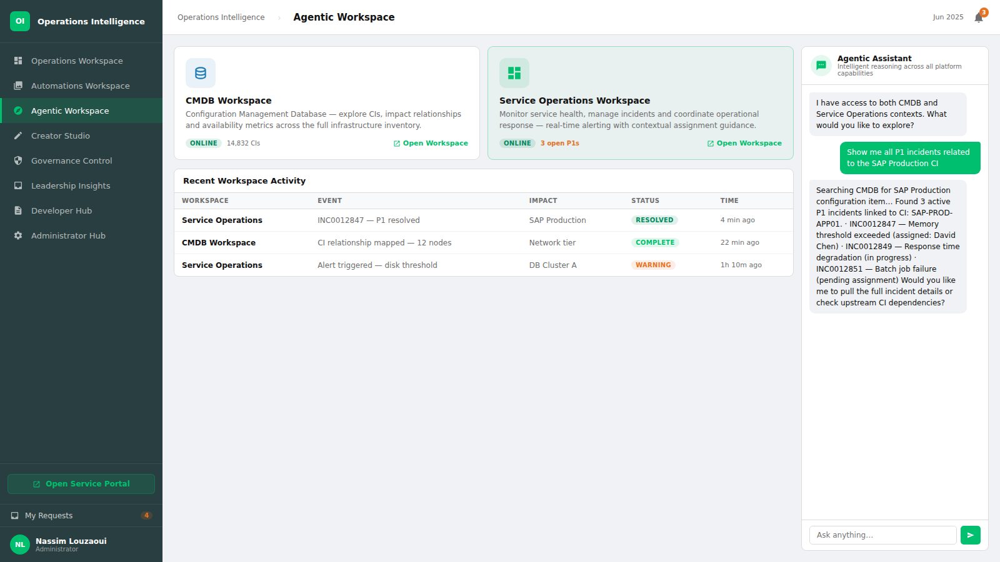 OI
Operations Intelligence
Operations Workspace
Automations Workspace
Agentic Workspace
Creator Studio
Governance Control
Leadership Insights
Developer Hub
Administrator Hub
Open Service Portal
My Requests
4
NL
Nassim Louzaoui
Administrator
Operations Intelligence › Agentic Workspace
Jun 2025
3
CMDB Workspace
Configuration Management Database — explore CIs, impact relationships
and availability metrics across the full infrastructure inventory.
ONLINE 14,832 CIs Open Workspace
Service Operations Workspace
Monitor service health, manage incidents and coordinate operational
response — real-time alerting with contextual assignment guidance.
ONLINE 3 open P1s Open Workspace
Recent Workspace Activity
WORKSPACE EVENT IMPACT STATUS TIME
Service Operations INC0012847 — P1 resolved SAP Production RESOLVED 4 min ago
CMDB Workspace CI relationship mapped — 12 nodes Network tier COMPLETE 22 min ago
Service Operations Alert triggered — disk threshold DB Cluster A WARNING 1h 10m ago
Agentic Assistant
Intelligent reasoning across all platform
capabilities
I have access to both CMDB and
Service Operations contexts. What
would you like to explore?
Show me all P1 incidents related
to the SAP Production CI
Searching CMDB for SAP Production
configuration item… Found 3 active
P1 incidents linked to CI: SAP-PROD-
APP01. · INC0012847 — Memory
threshold exceeded (assigned: David
Chen) · INC0012849 — Response time
degradation (in progress) ·
INC0012851 — Batch job failure
(pending assignment) Would you like
me to pull the full incident details or
check upstream CI dependencies?
Ask anything…